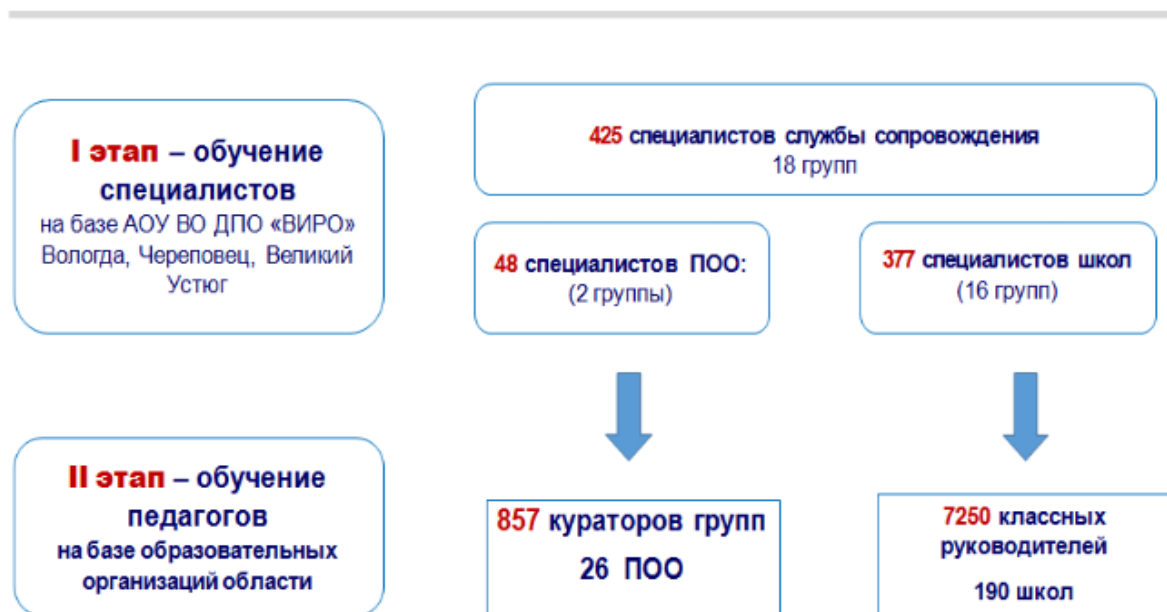 I этап – обучение
специалистов
на базе АОУ ВО ДПО «ВИРО»
Вологда, Череповец, Великий
Устюг
425 специалистов службы сопровождения
18 групп
48 специалистов ПОО:
(2 группы)
377 специалистов школ
(16 групп)
II этап – обучение
педагогов
на базе образовательных
организаций области
857 кураторов групп
26 ПОО
7250 классных
руководителей
190 школ